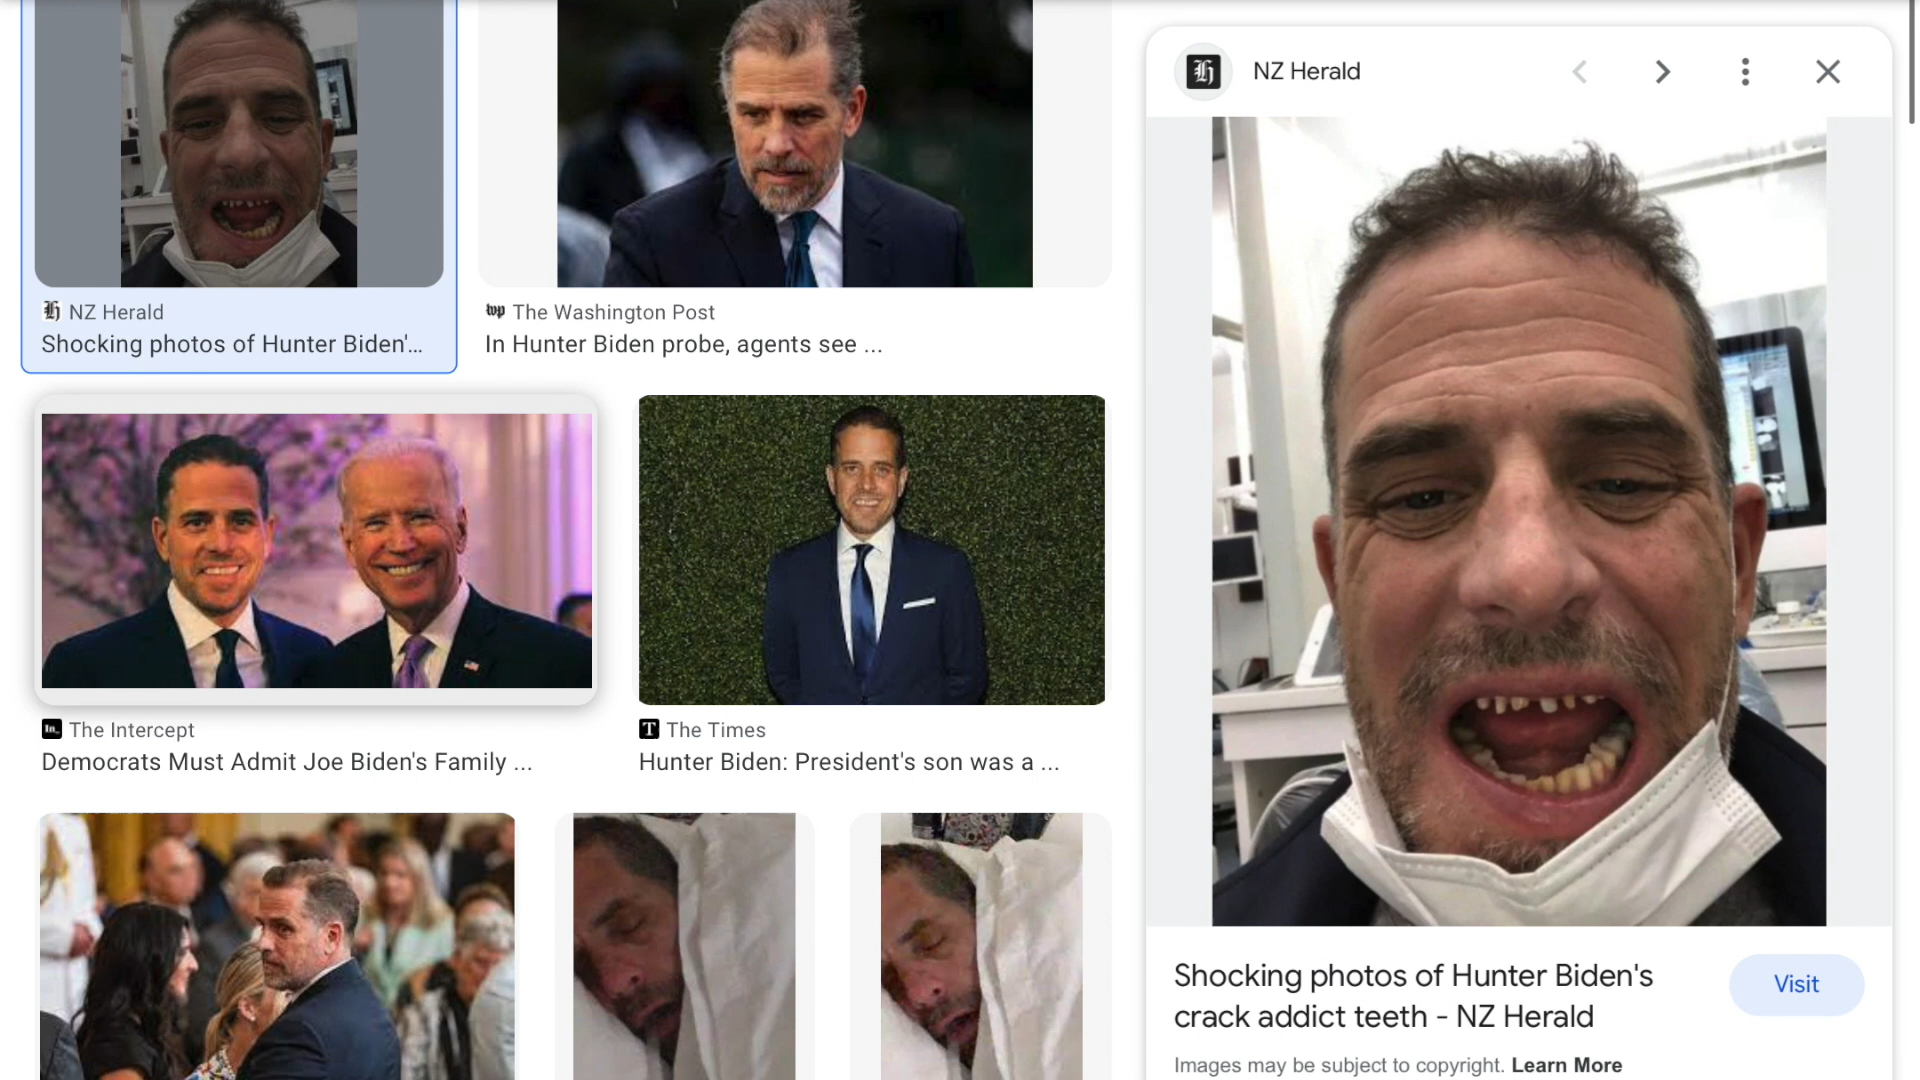 NZ Herald
Shocking photos of Hunter Biden'...
The Washington Post
In Hunter Biden probe, agents see ...
The Intercept
Democrats Must Admit Joe Biden's Family ...
The Times
Hunter Biden: President's son was a ...
NZ Herald
Shocking photos of Hunter Biden's
crack addict teeth - NZ Herald
Visit
Images may be subject to copyright. Learn More